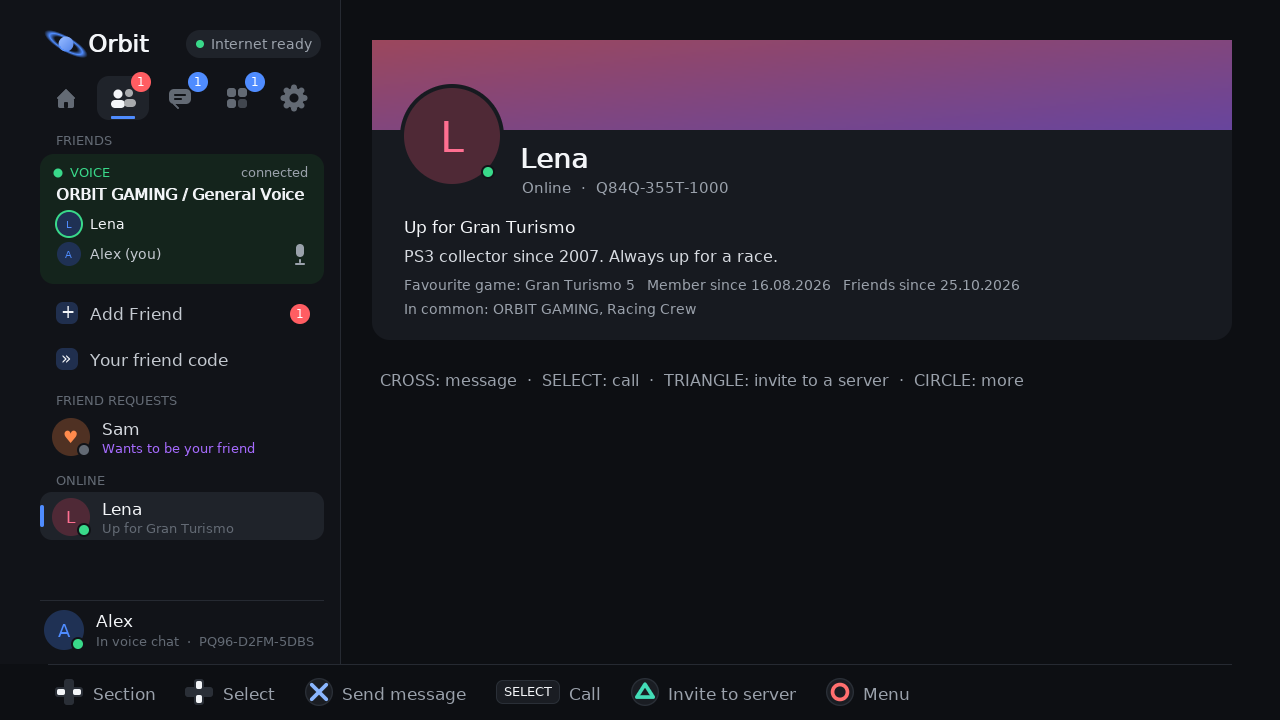 Orbit
Internet ready
1
1
1
FRIENDS
VOICE
connected
ORBIT GAMING / General Voice
L
Lena
A
Alex (you)
Add Friend
1
Your friend code
FRIEND REQUESTS
Sam
Wants to be your friend
ONLINE
L
Lena
Up for Gran Turismo
A
Alex
In voice chat · PQ96-D2FM-5DBS
L
Lena
Online · Q84Q-355T-1000
Up for Gran Turismo
PS3 collector since 2007. Always up for a race.
Favourite game: Gran Turismo 5 Member since 16.08.2026 Friends since 25.10.2026
In common: ORBIT GAMING, Racing Crew
CROSS: message · SELECT: call · TRIANGLE: invite to a server · CIRCLE: more
Section
Select
Send message
SELECT Call
Invite to server
Menu